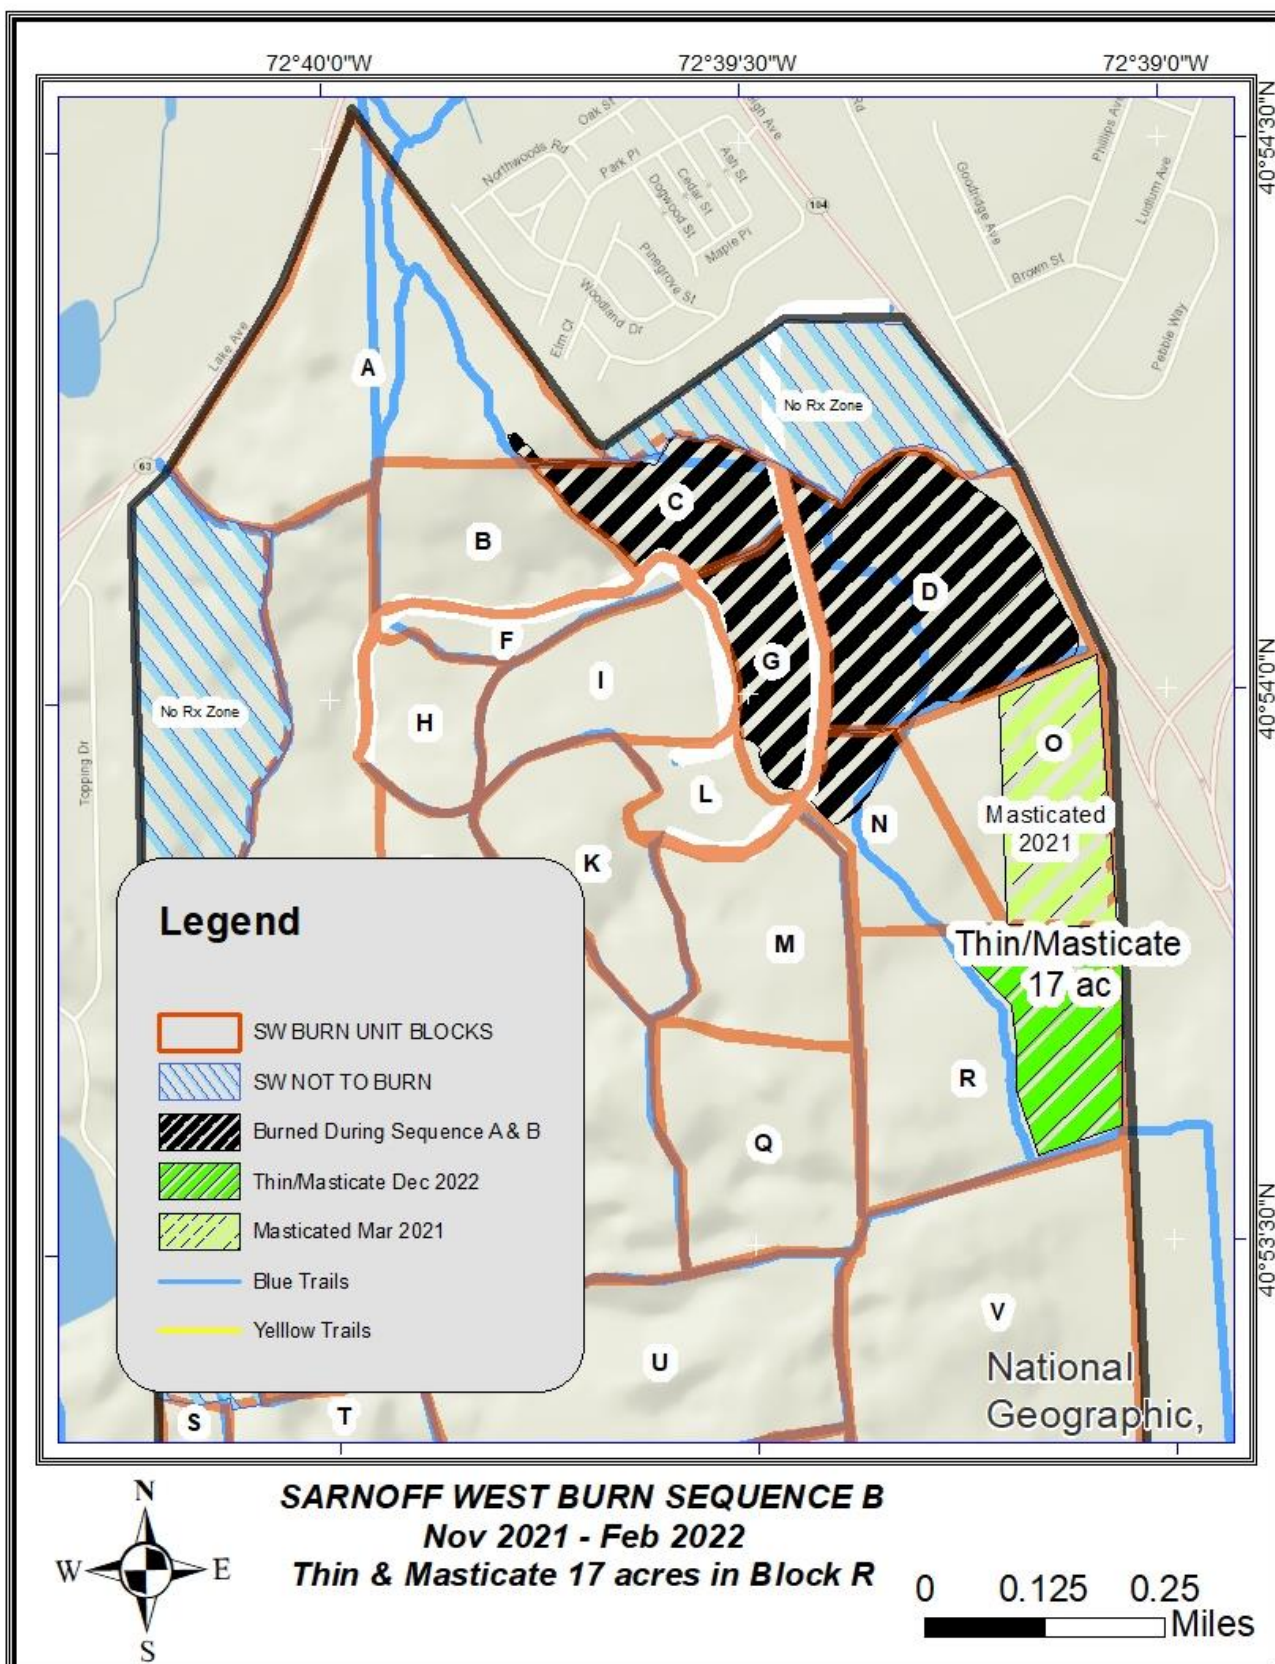 72°40'0"W
72°39'30"W
72°39'0"W
40°54'30"N
40°54'0"N
40°53'30"N
Oak St
Northwoods Rd
Park Pl
Ash St
Cedar St
Dogwood St
Maple Pl
Pinegrove St
Woodland Dr
Elm Ct
Rd
104
Goodridge Ave
Phillips Ave
Ludlum Ave
Brown St
Pebble Way
Lake Ave
63
Topping Dr
A
No Rx Zone
C
B
D
F
G
I
No Rx Zone
H
O
L
Masticated
2021
N
K
M
Thin/Masticate
17 ac
R
Q
V
U
S
T
National
Geographic,
Legend
SW BURN UNIT BLOCKS
SW NOT TO BURN
Burned During Sequence A & B
Thin/Masticate Dec 2022
Masticated Mar 2021
Blue Trails
Yelllow Trails
N
W E
S
SARNOFF WEST BURN SEQUENCE B
Nov 2021 - Feb 2022
Thin & Masticate 17 acres in Block R
0 0.125 0.25
Miles